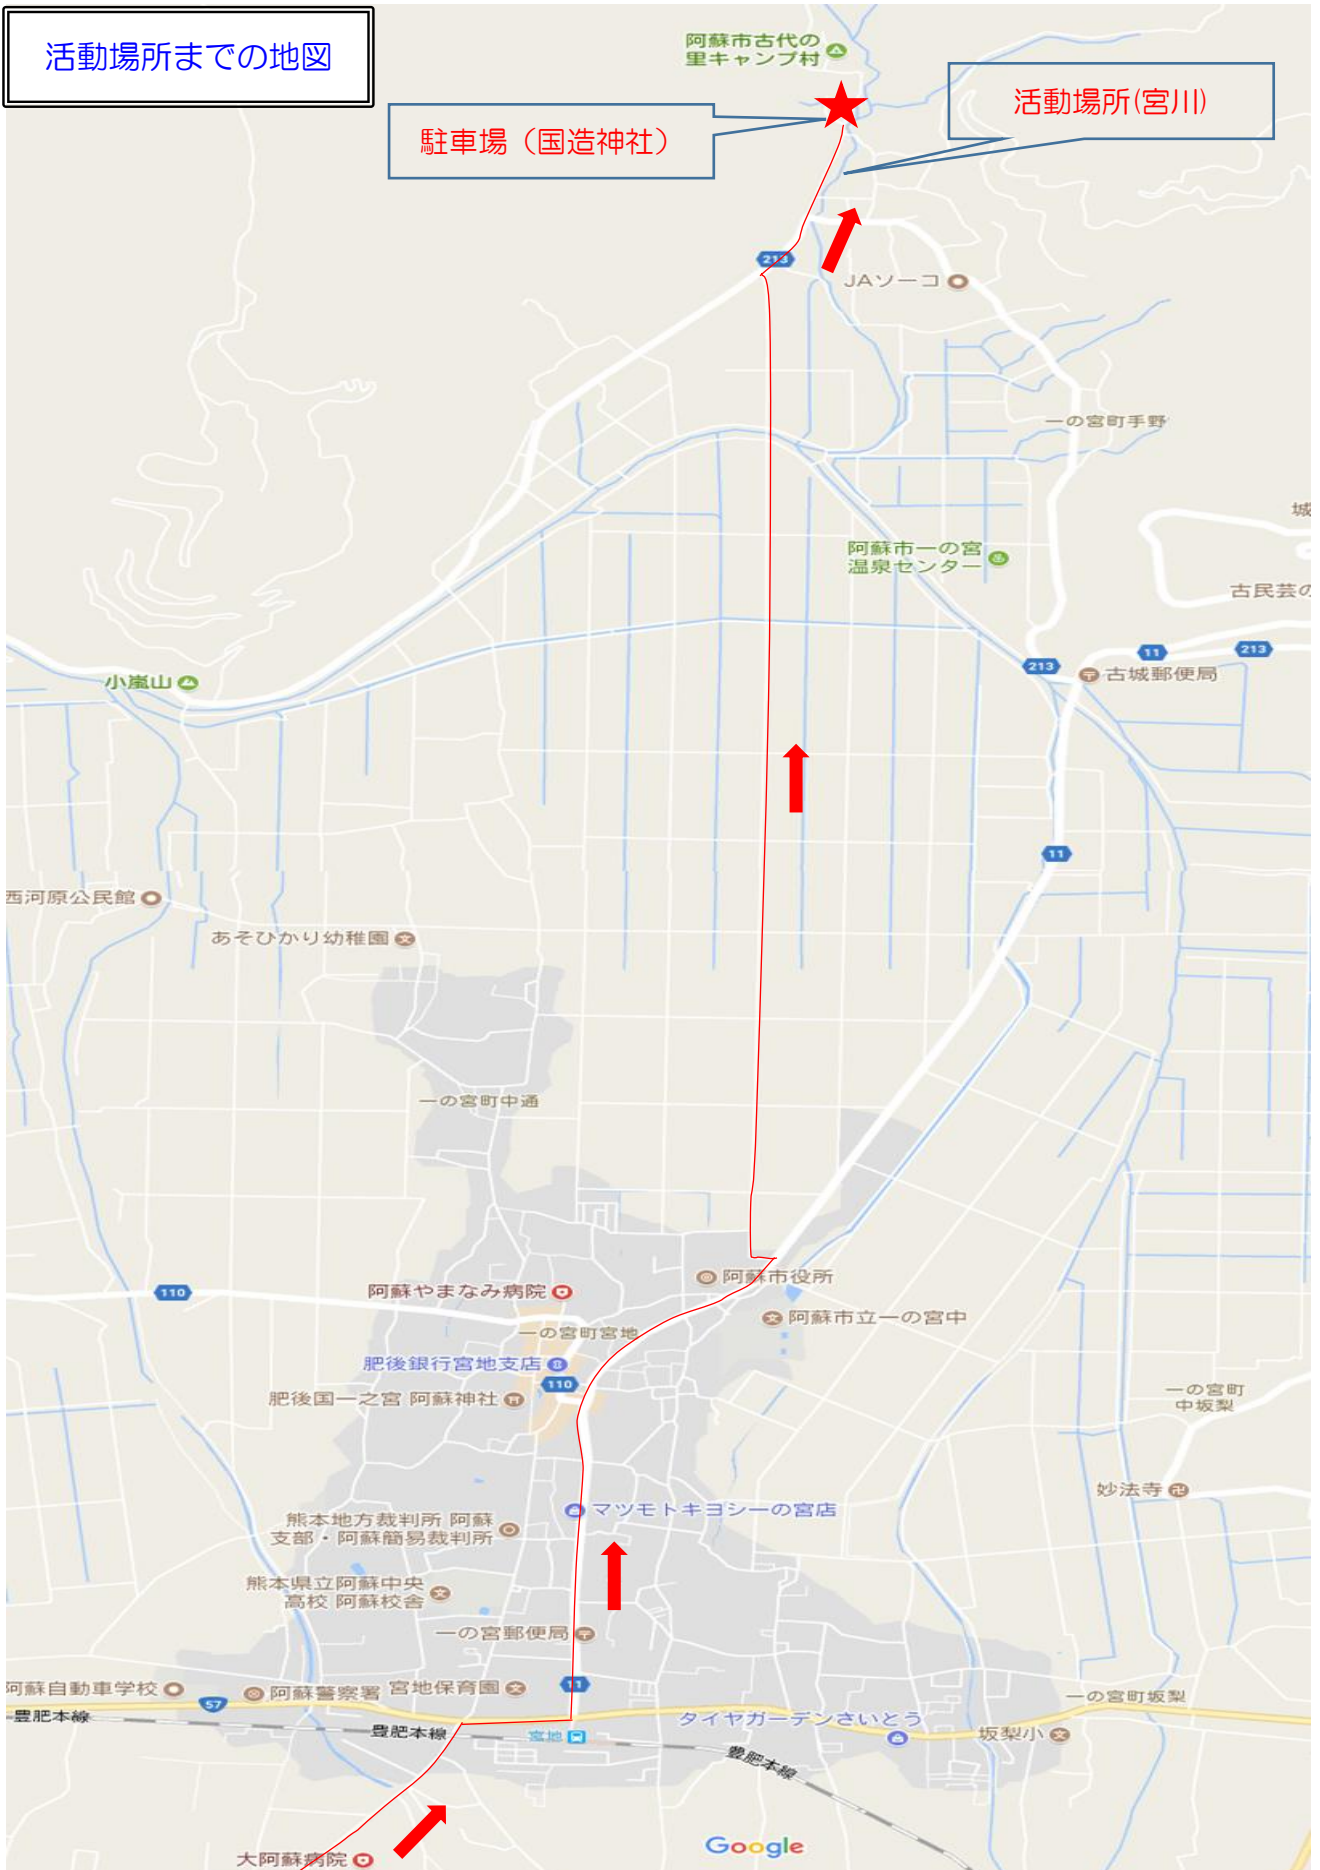 活動場所までの地図
阿蘇市古代の
里キャンプ村
活動場所(宮川)
駐車場（国造神社）
213
JAソーコ
一の宮町手野
城
阿蘇市一の宮
温泉センター
古民芸の
11
213
213
古城郵便局
小嵐山
11
西河原公民館
あそひかり幼稚園
一の宮町中通
阿蘇市役所
110
阿蘇やまなみ病院
阿蘇市立一の宮中
一の宮町宮地
肥後銀行宮地支店
110
肥後国一之宮 阿蘇神社
一の宮町
中坂梨
妙法寺
マツモトキヨシ一の宮店
熊本地方裁判所 阿蘇
支部・阿蘇簡易裁判所
熊本県立阿蘇中央
高校 阿蘇校舎
一の宮郵便局
阿蘇自動車学校
57
阿蘇警察署
宮地保育園
11
一の宮町坂梨
豊肥本線
豊肥本線
宮地
タイヤガーデンさいとう
坂梨小
豊肥本線
Google
大阿蘇病院